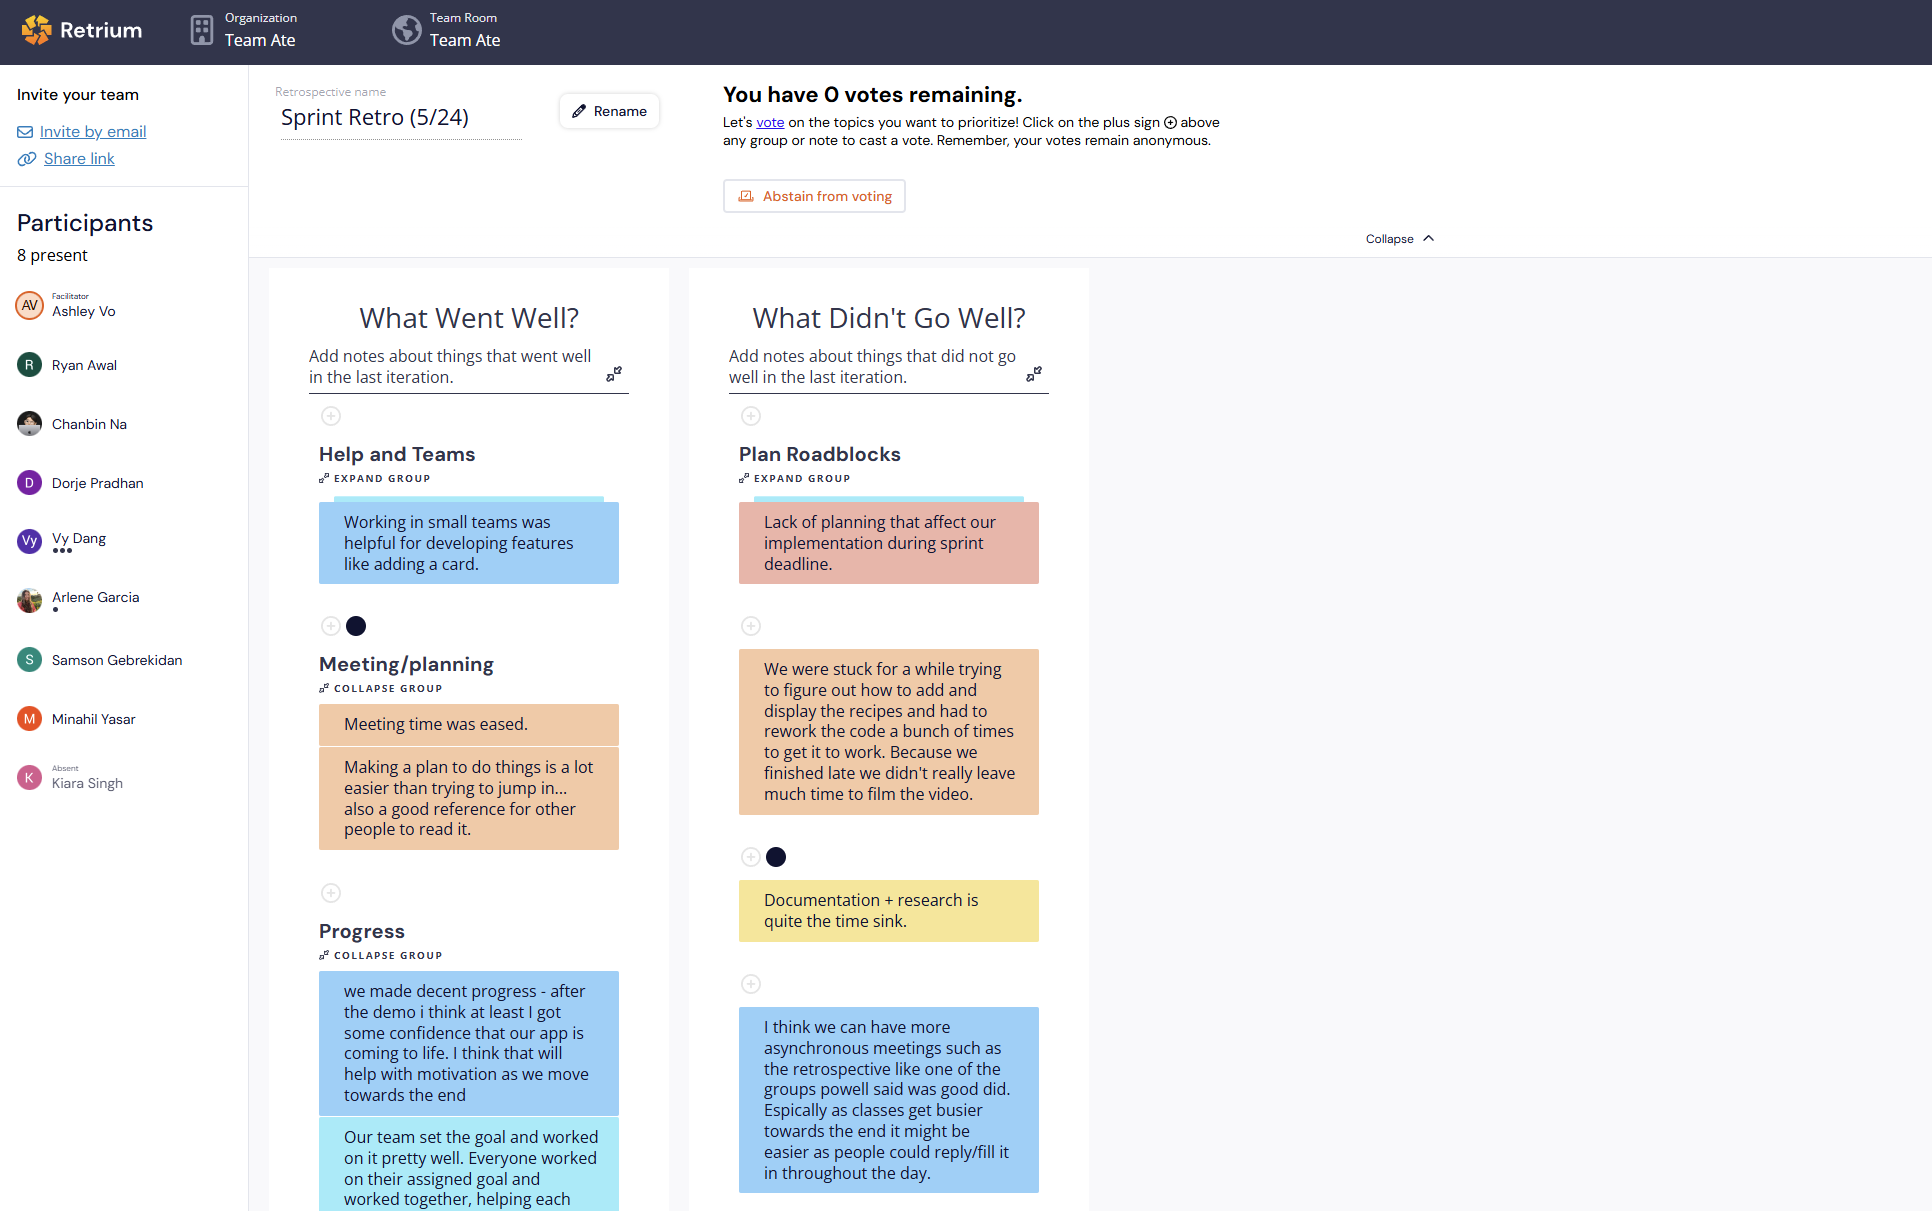 Retrium
Organization
Team Ate
Team Room
Team Ate
Invite your team
Invite by email
Share link
Participants
8 present
AV
Facilitator
Ashley Vo
R
Ryan Awal
Chanbin Na
D
Dorje Pradhan
Vy
Vy Dang
Arlene Garcia
S
Samson Gebrekidan
M
Minahil Yasar
K
Absent
Kiara Singh
Retrospective name
Sprint Retro (5/24)
Rename
You have 0 votes remaining.
Let's vote on the topics you want to prioritize! Click on the plus sign ⊕ above
any group or note to cast a vote. Remember, your votes remain anonymous.
Abstain from voting
Collapse
What Went Well?
Add notes about things that went well
in the last iteration.
Help and Teams
EXPAND GROUP
Working in small teams was
helpful for developing features
like adding a card.
Meeting/planning
COLLAPSE GROUP
Meeting time was eased.
Making a plan to do things is a lot
easier than trying to jump in...
also a good reference for other
people to read it.
Progress
COLLAPSE GROUP
we made decent progress - after
the demo i think at least I got
some confidence that our app is
coming to life. I think that will
help with motivation as we move
towards the end
Our team set the goal and worked
on it pretty well. Everyone worked
on their assigned goal and
worked together, helping each
What Didn't Go Well?
Add notes about things that did not go
well in the last iteration.
Plan Roadblocks
EXPAND GROUP
Lack of planning that affect our
implementation during sprint
deadline.
We were stuck for a while trying
to figure out how to add and
display the recipes and had to
rework the code a bunch of times
to get it to work. Because we
finished late we didn't really leave
much time to film the video.
Documentation + research is
quite the time sink.
I think we can have more
asynchronous meetings such as
the retrospective like one of the
groups powell said was good did.
Espically as classes get busier
towards the end it might be
easier as people could reply/fill it
in throughout the day.